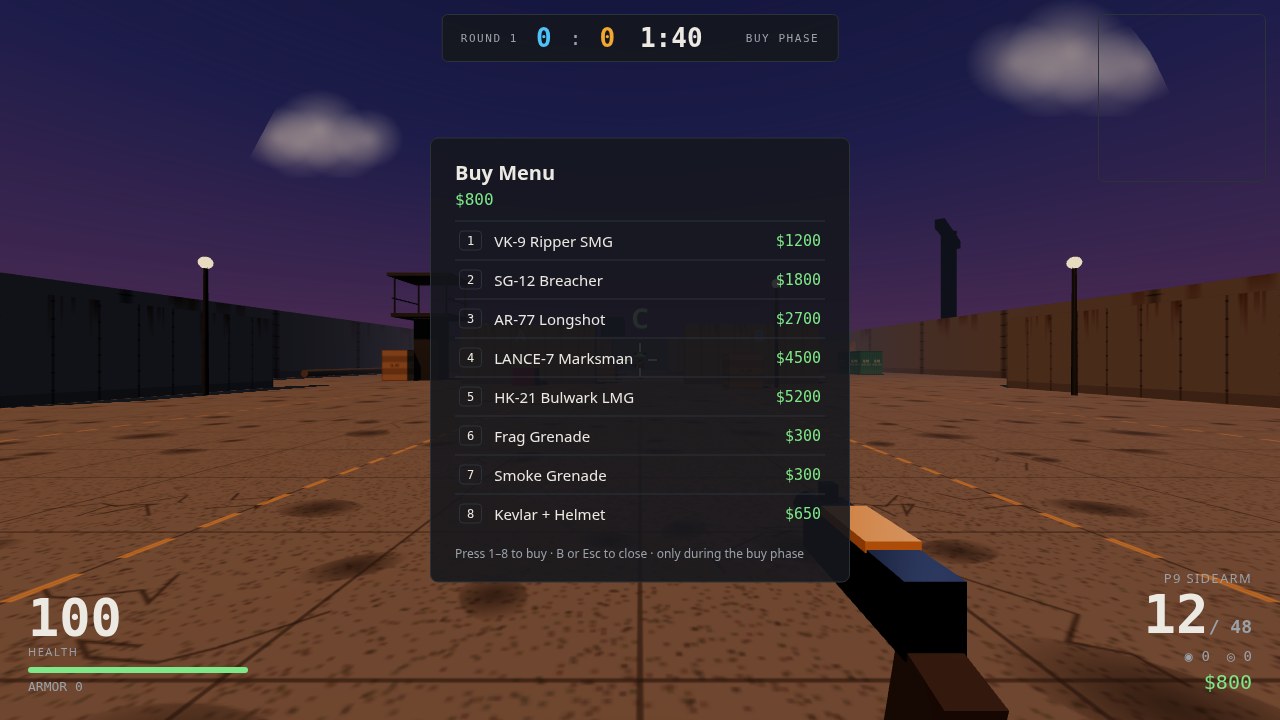 ROUND 1 0 : 0 1:40 BUY PHASE
Buy Menu
$800
1 VK-9 Ripper SMG $1200
2 SG-12 Breacher $1800
3 AR-77 Longshot $2700
4 LANCE-7 Marksman $4500
5 HK-21 Bulwark LMG $5200
6 Frag Grenade $300
7 Smoke Grenade $300
8 Kevlar + Helmet $650
Press 1–8 to buy · B or Esc to close · only during the buy phase
C
100
HEALTH
ARMOR 0
P9 SIDEARM
12 / 48
◉ 0 ◎ 0
$800